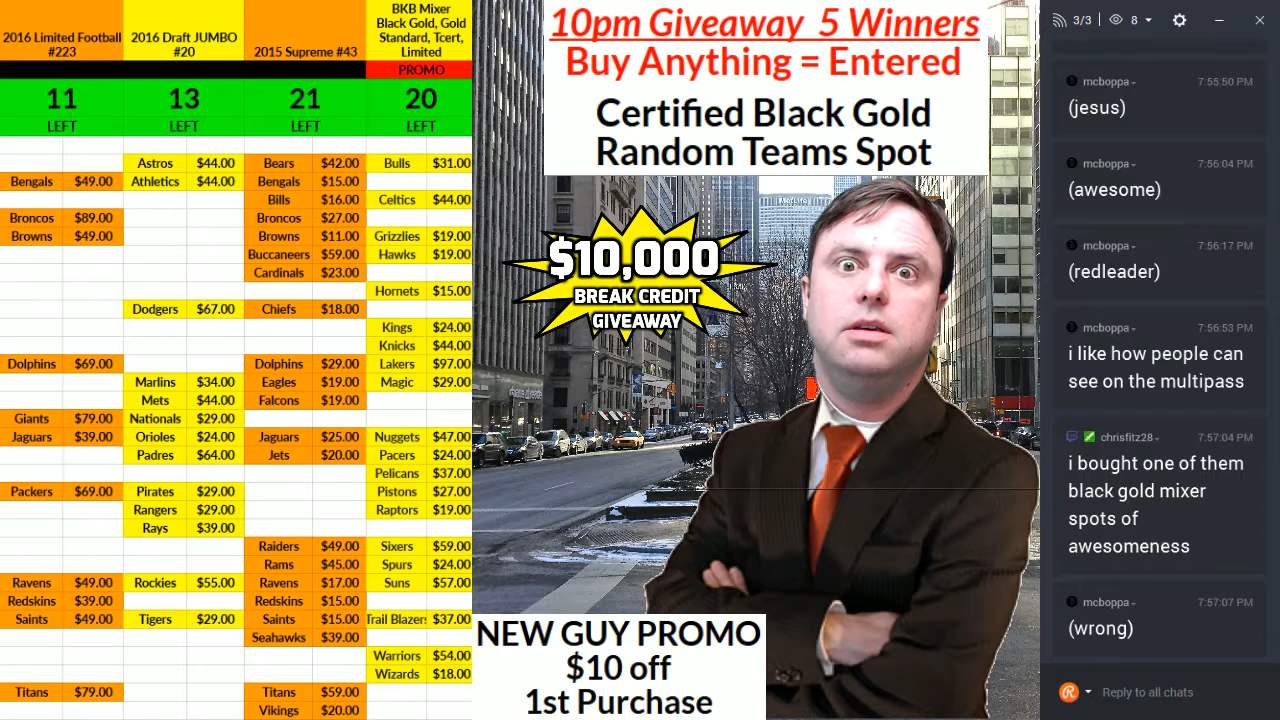 2016 Limited Football #223
2016 Draft JUMBO #20
2015 Supreme #43
BKB Mixer
Black Gold, Gold
Standard, Tcert,
Limited
PROMO
11 13 21 20
LEFT LEFT LEFT LEFT
Astros $44.00 Bears $42.00 Bulls $31.00
Bengals $49.00 Athletics $44.00 Bengals $15.00
Bills $16.00 Celtics $44.00
Broncos $89.00 Broncos $27.00
Browns $49.00 Browns $11.00 Grizzlies $19.00
Buccaneers $59.00 Hawks $19.00
Cardinals $23.00
Hornets $15.00
Dodgers $67.00 Chiefs $18.00
Kings $24.00
Knicks $44.00
Dolphins $69.00 Dolphins $29.00 Lakers $97.00
Marlins $34.00 Eagles $19.00 Magic $29.00
Mets $44.00 Falcons $19.00
Giants $79.00 Nationals $29.00
Jaguars $39.00 Orioles $24.00 Jaguars $25.00 Nuggets $47.00
Padres $64.00 Jets $20.00 Pacers $24.00
Pelicans $37.00
Packers $69.00 Pirates $29.00 Pistons $27.00
Rangers $29.00 Raptors $19.00
Rays $39.00
Raiders $49.00 Sixers $59.00
Rams $45.00 Spurs $24.00
Ravens $49.00 Rockies $55.00 Ravens $17.00 Suns $57.00
Redskins $39.00 Redskins $15.00
Saints $49.00 Tigers $29.00 Saints $15.00 Trail Blazers $37.00
Seahawks $39.00
Warriors $54.00
Wizards $18.00
Titans $79.00 Titans $59.00
Vikings $20.00
10pm Giveaway 5 Winners
Buy Anything = Entered
Certified Black Gold
Random Teams Spot
MetLife
$10,000
BREAK CREDIT
GIVEAWAY
NEW GUY PROMO
$10 off
1st Purchase
3/3 8
mcboppa 7:55:50 PM
(jesus)
mcboppa 7:56:04 PM
(awesome)
mcboppa 7:56:17 PM
(redleader)
mcboppa 7:56:53 PM
i like how people can
see on the multipass
chrisfitz28 7:57:04 PM
i bought one of them
black gold mixer
spots of
awesomeness
mcboppa 7:57:07 PM
(wrong)
Reply to all chats